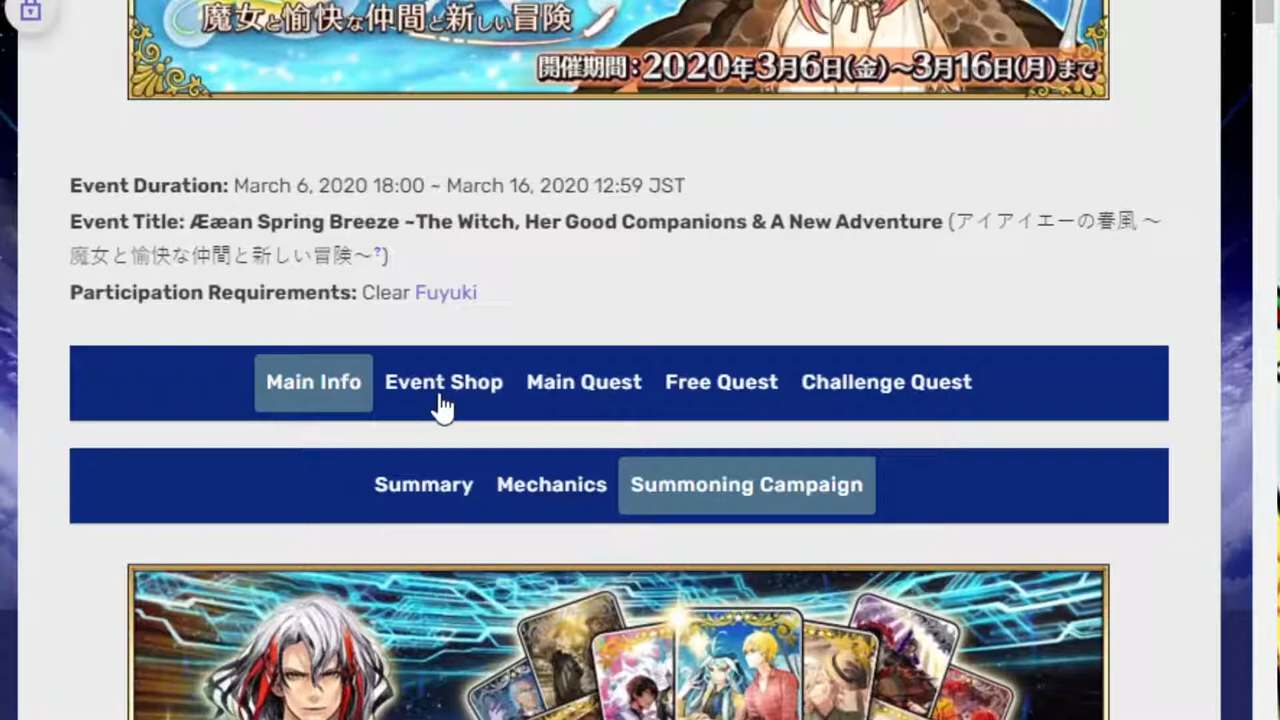 魔女と愉快な仲間と新しい冒険
開催期間:2020年3月6日(金)~3月16日(月)まで
Event Duration: March 6, 2020 18:00 ~ March 16, 2020 12:59 JST
Event Title: Ææan Spring Breeze ~The Witch, Her Good Companions & A New Adventure (アイアイエーの春風 ~
魔女と愉快な仲間と新しい冒険~?)
Participation Requirements: Clear Fuyuki
Main Info Event Shop Main Quest Free Quest Challenge Quest
Summary Mechanics Summoning Campaign